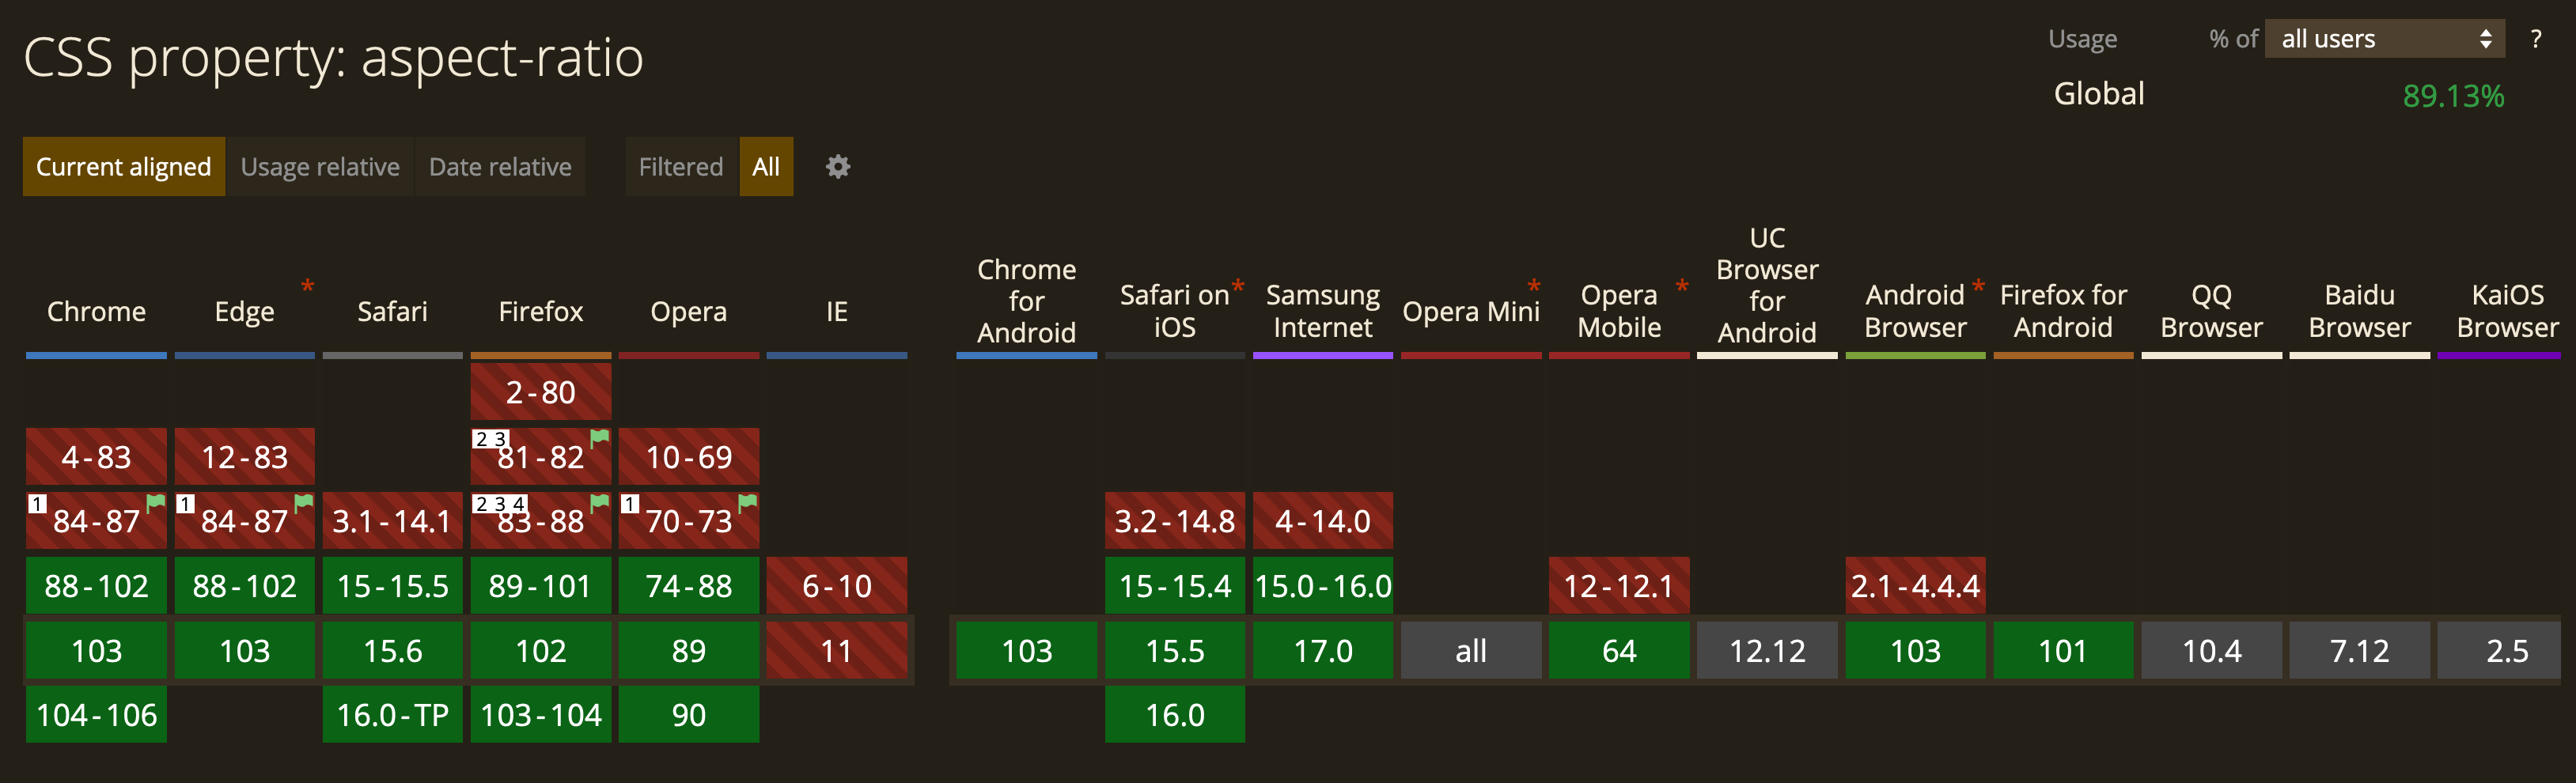 CSS property: aspect-ratio
Usage % of all users ?
Global 89.13%
Current aligned Usage relative Date relative Filtered All
Chrome Edge * Safari Firefox Opera IE Chrome for Android Safari on iOS * Samsung Internet Opera Mini * Opera Mobile * UC Browser for Android Android Browser * Firefox for Android QQ Browser Baidu Browser KaiOS Browser
2-80
4-83 12-83 2 3 81-82 10-69
1 84-87 1 84-87 3.1-14.1 2 3 4 83-88 1 70-73 3.2-14.8 4-14.0
88-102 88-102 15-15.5 89-101 74-88 6-10 15-15.4 15.0-16.0 12-12.1 2.1-4.4.4
103 103 15.6 102 89 11 103 15.5 17.0 all 64 12.12 103 101 10.4 7.12 2.5
104-106 16.0-TP 103-104 90 16.0